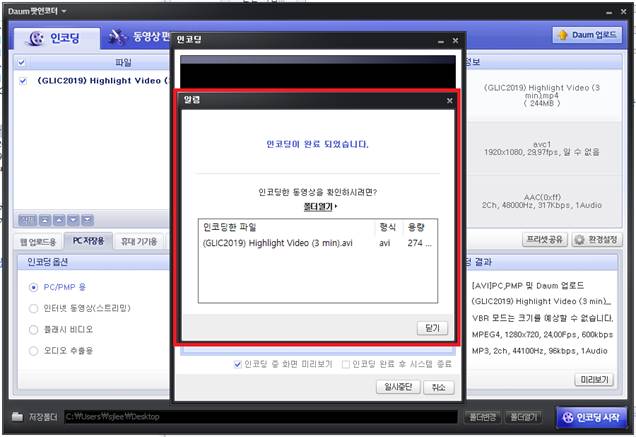 Daum팟인코더
인코딩
동영상 편
Daum 업로드
파일
(GLIC2019) Highlight Video (
정보
(GLIC2019) Highlight Video (3
min).mp4
( 244MB )
avc1
1920x1080, 29.97fps, 알 수 없음
AAC(0xff)
2Ch, 48000Hz, 317Kbps, 1Audio
웹 업로드용
PC 저장용
휴대 기기용
프리셋 공유
환경설정
인코딩 옵션
PC/PMP 용
인터넷 동영상(스트리밍)
플래시 비디오
오디오 추출용
딩 결과
[AVI]PC,PMP 및 Daum 업로드
(GLIC2019) Highlight Video (3 min)_
VBR 모드는 크기를 예상할 수 없습니다.
MPEG4, 1280x720, 24.00Fps, 600kbps
MP3, 2ch, 44100Hz, 96kbps, 1Audio
미리보기
인코딩
알림
인코딩이 완료 되었습니다.
인코딩한 동영상을 확인하시려면?
폴더열기
인코딩한 파일 형식 용량
(GLIC2019) Highlight Video (3 min).avi avi 274 ...
닫기
인코딩 중 화면 미리보기
인코딩 완료 후 시스템 종료
일시중단
취소
저장폴더
C:\Users\sjlee\Desktop
폴더변경
폴더열기
인코딩 시작